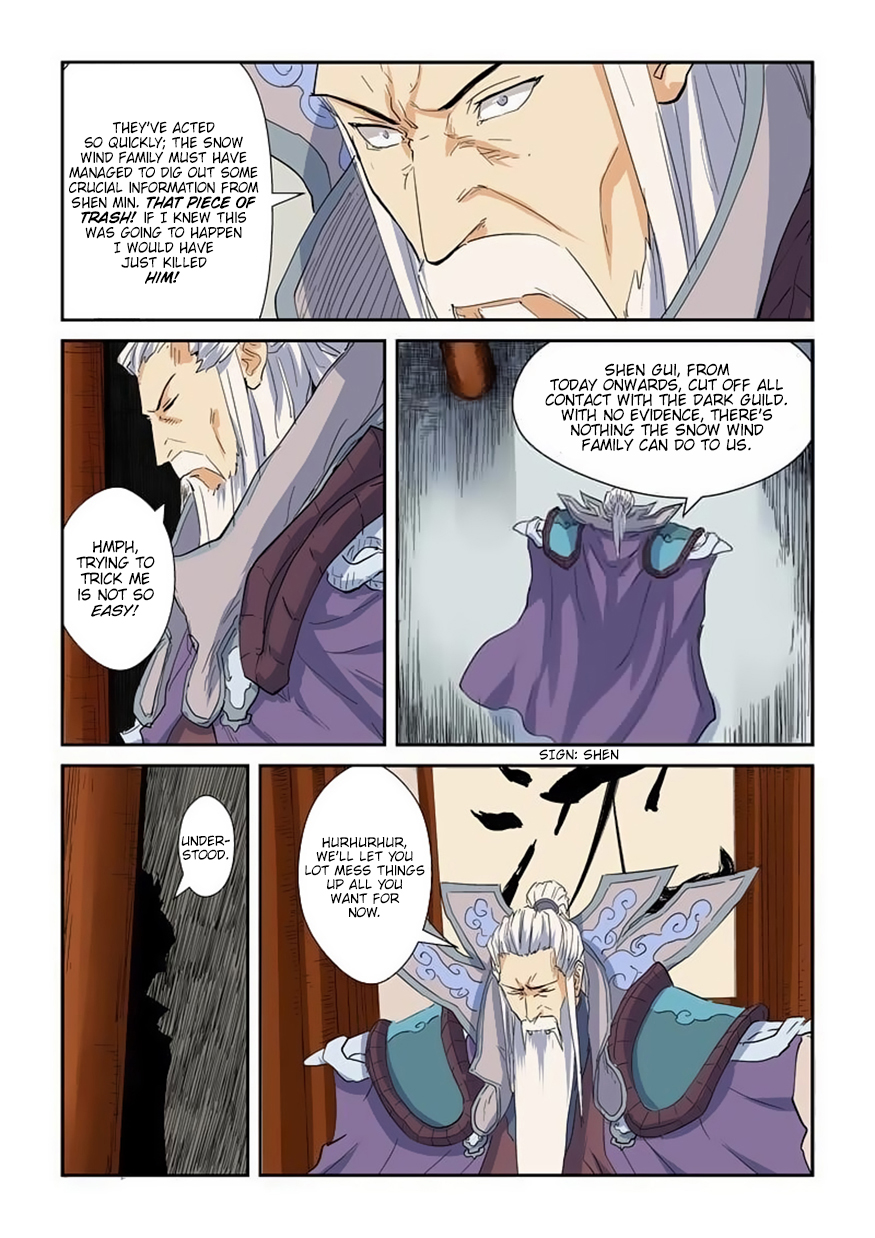 THEY'VE ACTED
SO QUICKLY; THE SNOW
WIND FAMILY MUST HAVE
MANAGED TO DIG OUT SOME
CRUCIAL INFORMATION FROM
SHEN MIN. THAT PIECE OF
TRASH! IF I KNEW THIS
WAS GOING TO HAPPEN
I WOULD HAVE
JUST KILLED
HIM!
HMPH,
TRYING TO
TRICK ME
IS NOT SO
EASY!
SHEN GUI, FROM
TODAY ONWARDS, CUT OFF ALL
CONTACT WITH THE DARK GUILD.
WITH NO EVIDENCE, THERE'S
NOTHING THE SNOW WIND
FAMILY CAN DO TO US.
UNDER-
STOOD.
SIGN: SHEN
HURHURHUR,
WE'LL LET YOU
LOT MESS THINGS
UP ALL YOU
WANT FOR
NOW.